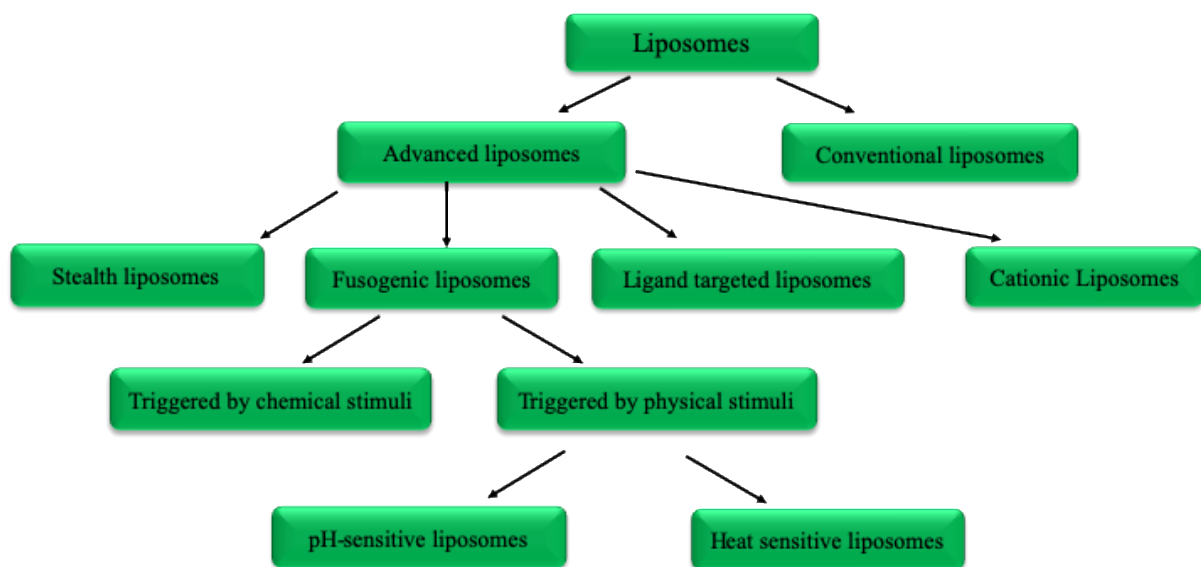 Liposomes
Advanced liposomes
Conventional liposomes
Stealth liposomes
Fusogenic liposomes
Ligand targeted liposomes
Cationic Liposomes
Triggered by chemical stimuli
Triggered by physical stimuli
pH-sensitive liposomes
Heat sensitive liposomes